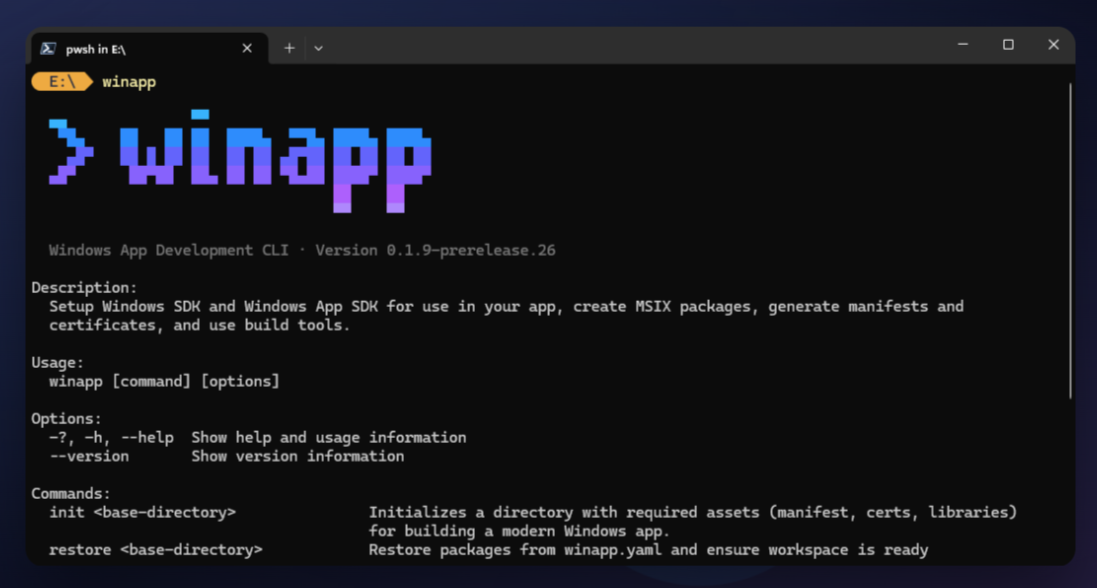 pwsh in E:\
E:\ winapp
> winapp
Windows App Development CLI · Version 0.1.9-prerelease.26
Description:
Setup Windows SDK and Windows App SDK for use in your app, create MSIX packages, generate manifests and
certificates, and use build tools.
Usage:
winapp [command] [options]
Options:
-?, -h, --help  Show help and usage information
--version       Show version information
Commands:
init <base-directory>               Initializes a directory with required assets (manifest, certs, libraries)
for building a modern Windows app.
restore <base-directory>            Restore packages from winapp.yaml and ensure workspace is ready